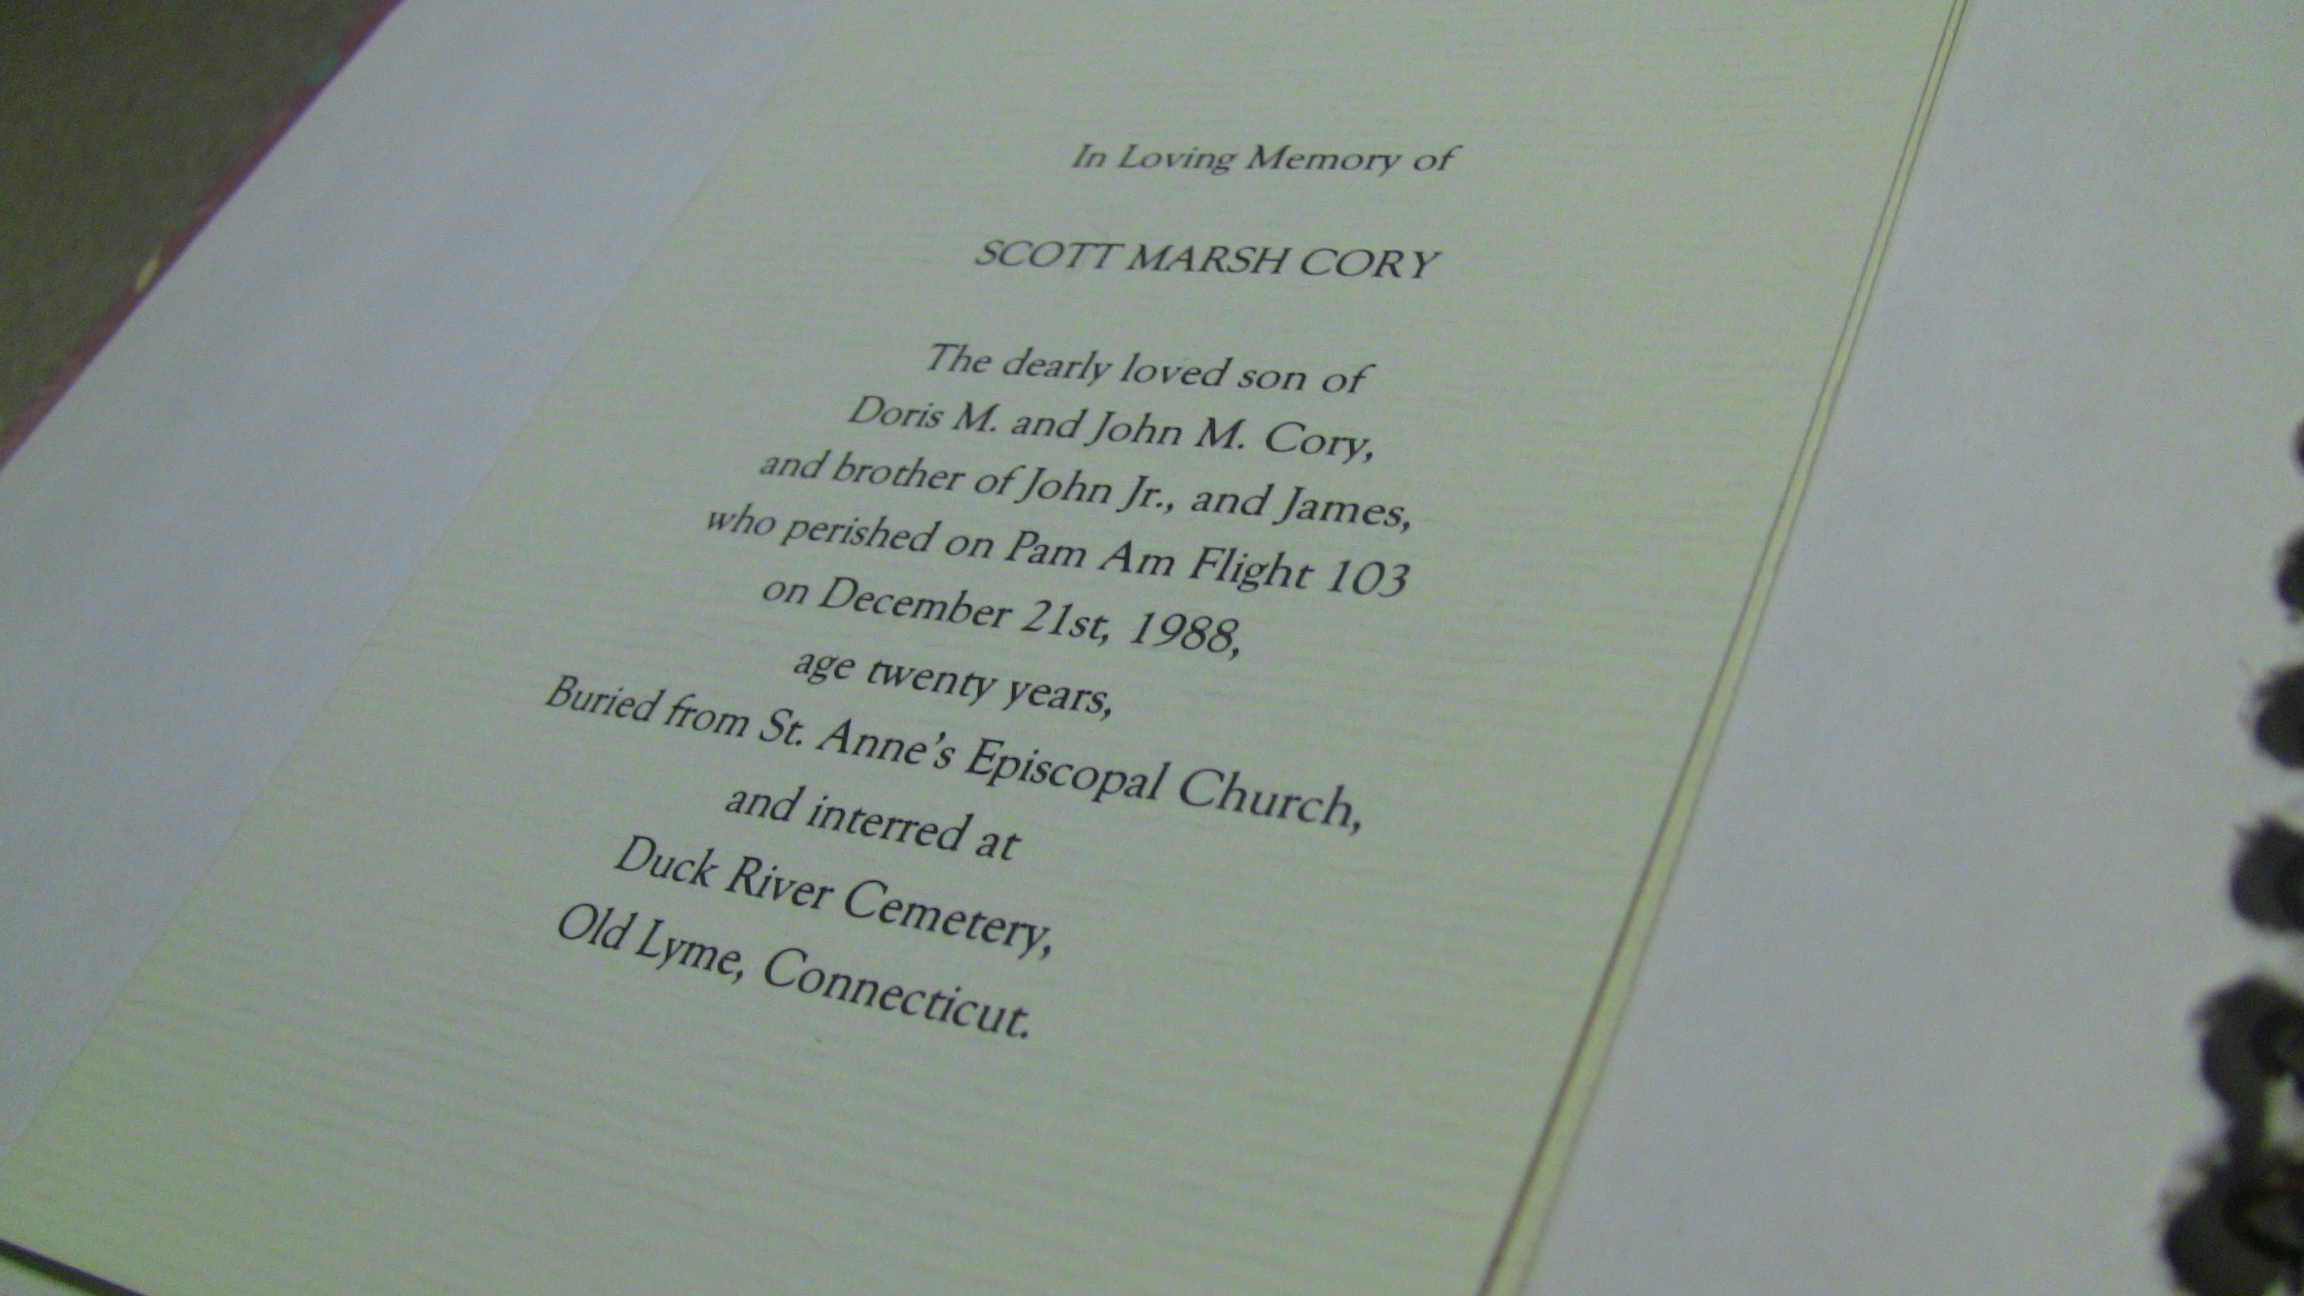 In Loving Memory of
SCOTT MARSH CORY
The dearly loved son of
Doris M. and John M. Cory,
and brother of John Jr., and James,
who perished on Pam Am Flight 103
on December 21st, 1988,
age twenty years,
Buried from St. Anne's Episcopal Church,
and interred at
Duck River Cemetery,
Old Lyme, Connecticut.